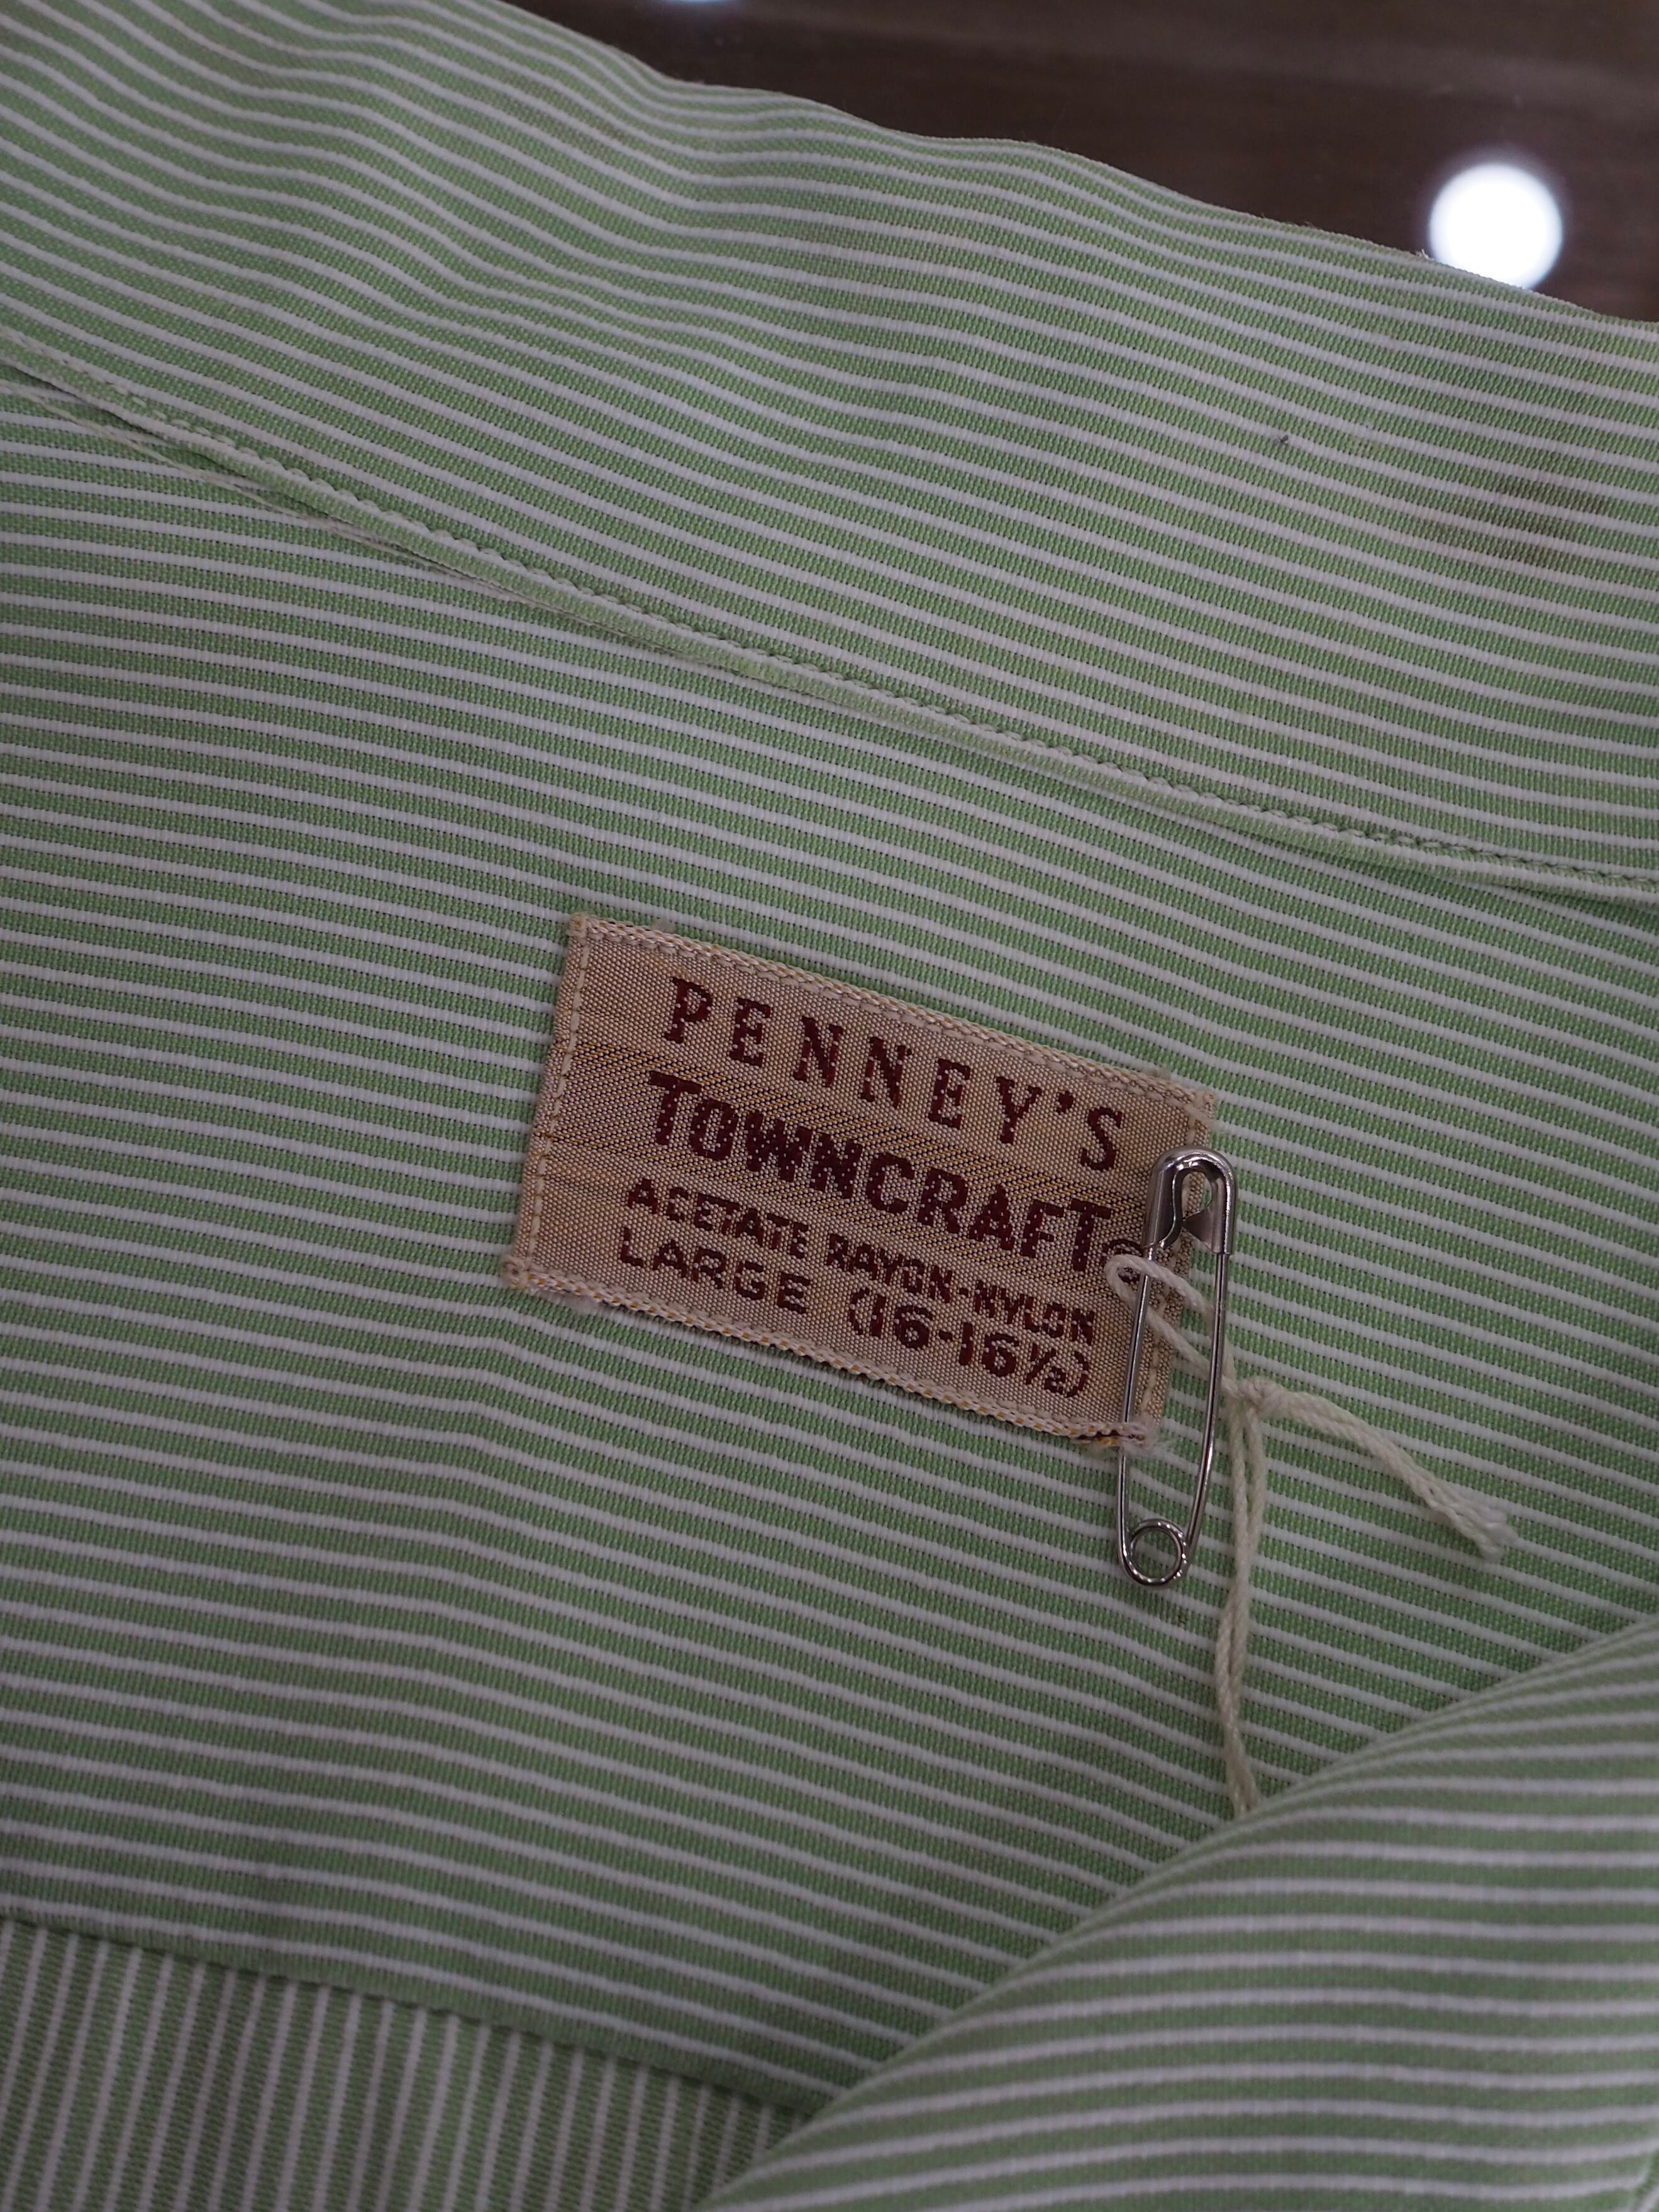 PENNEY'S
TOWNCRAFT®
ACETATE RAYON-NYLON
LARGE (16-16½)